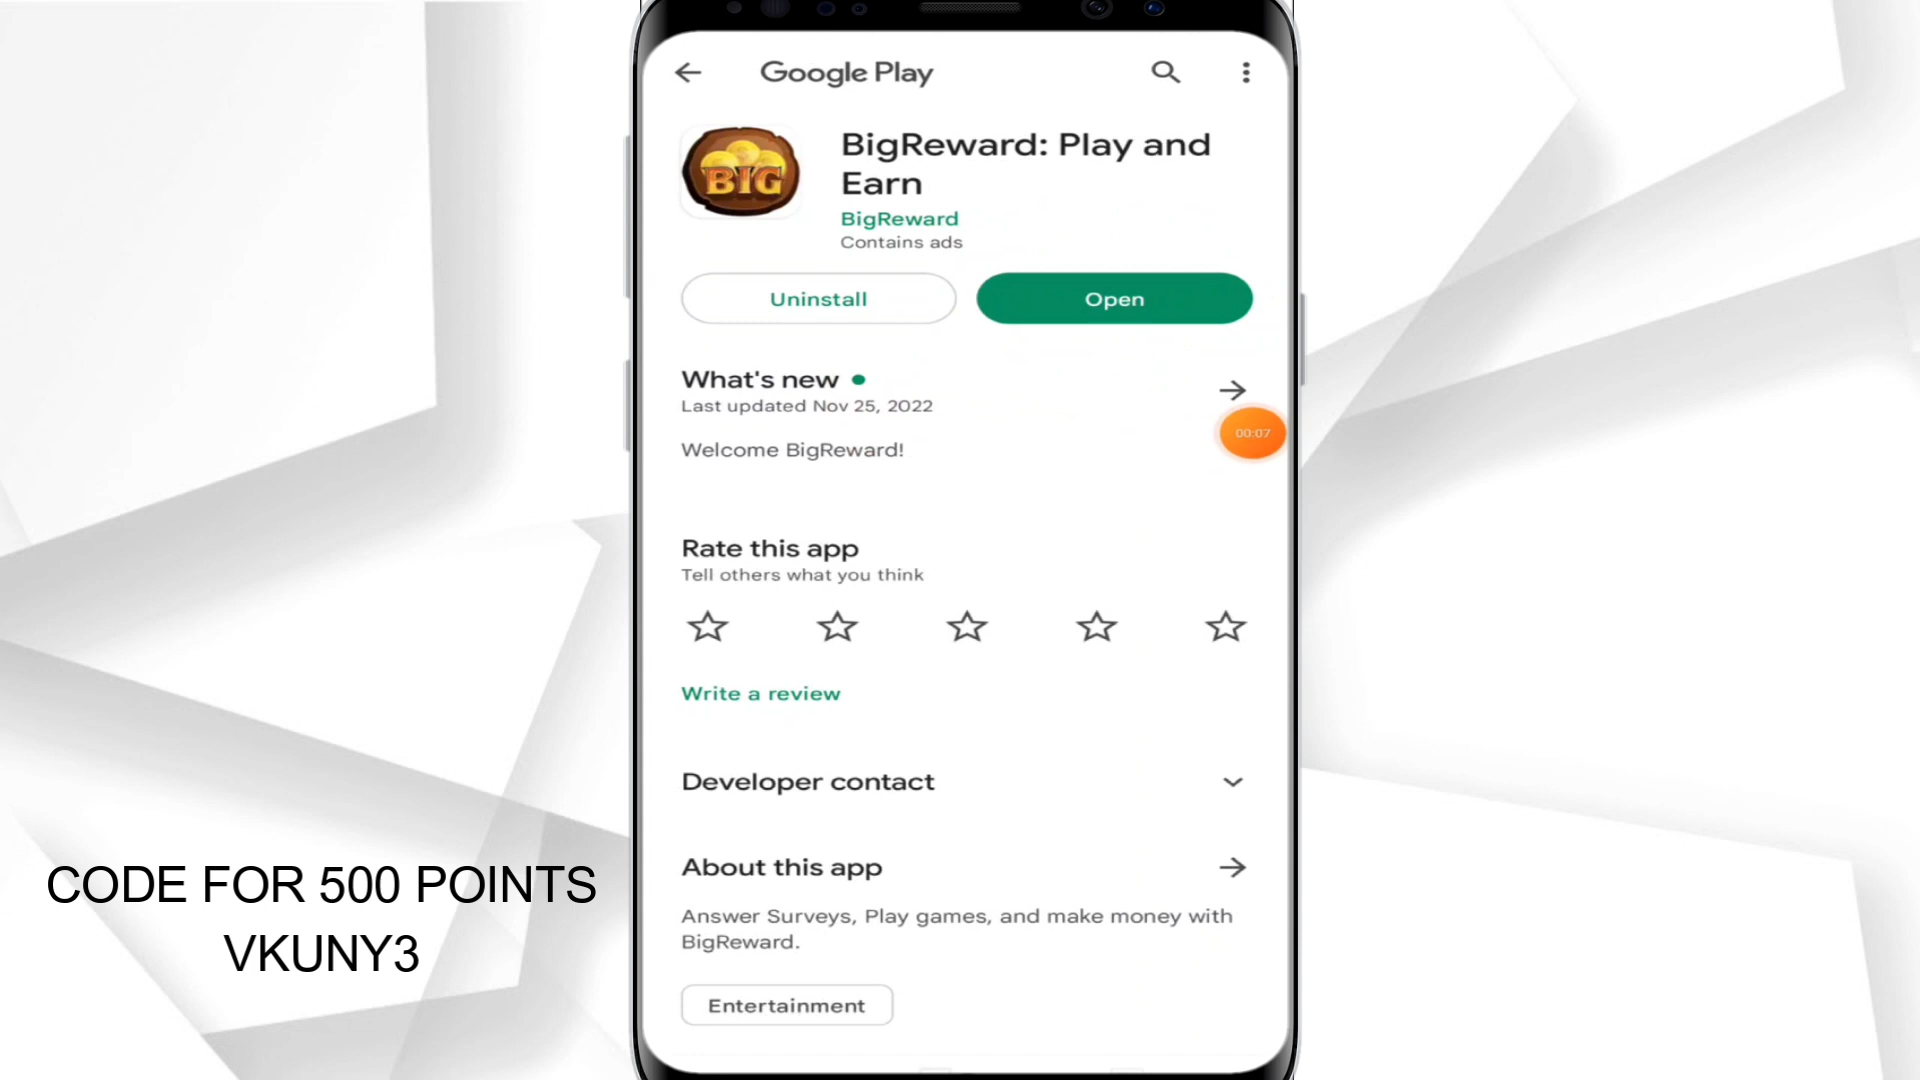 Google Play
BIG
BigReward: Play and
Earn
BigReward
Contains ads
Uninstall
Open
What's new
Last updated Nov 25, 2022
00:07
Welcome BigReward!
Rate this app
Tell others what you think
Write a review
Developer contact
About this app
Answer Surveys, Play games, and make money with
BigReward.
Entertainment
CODE FOR 500 POINTS
VKUNY3